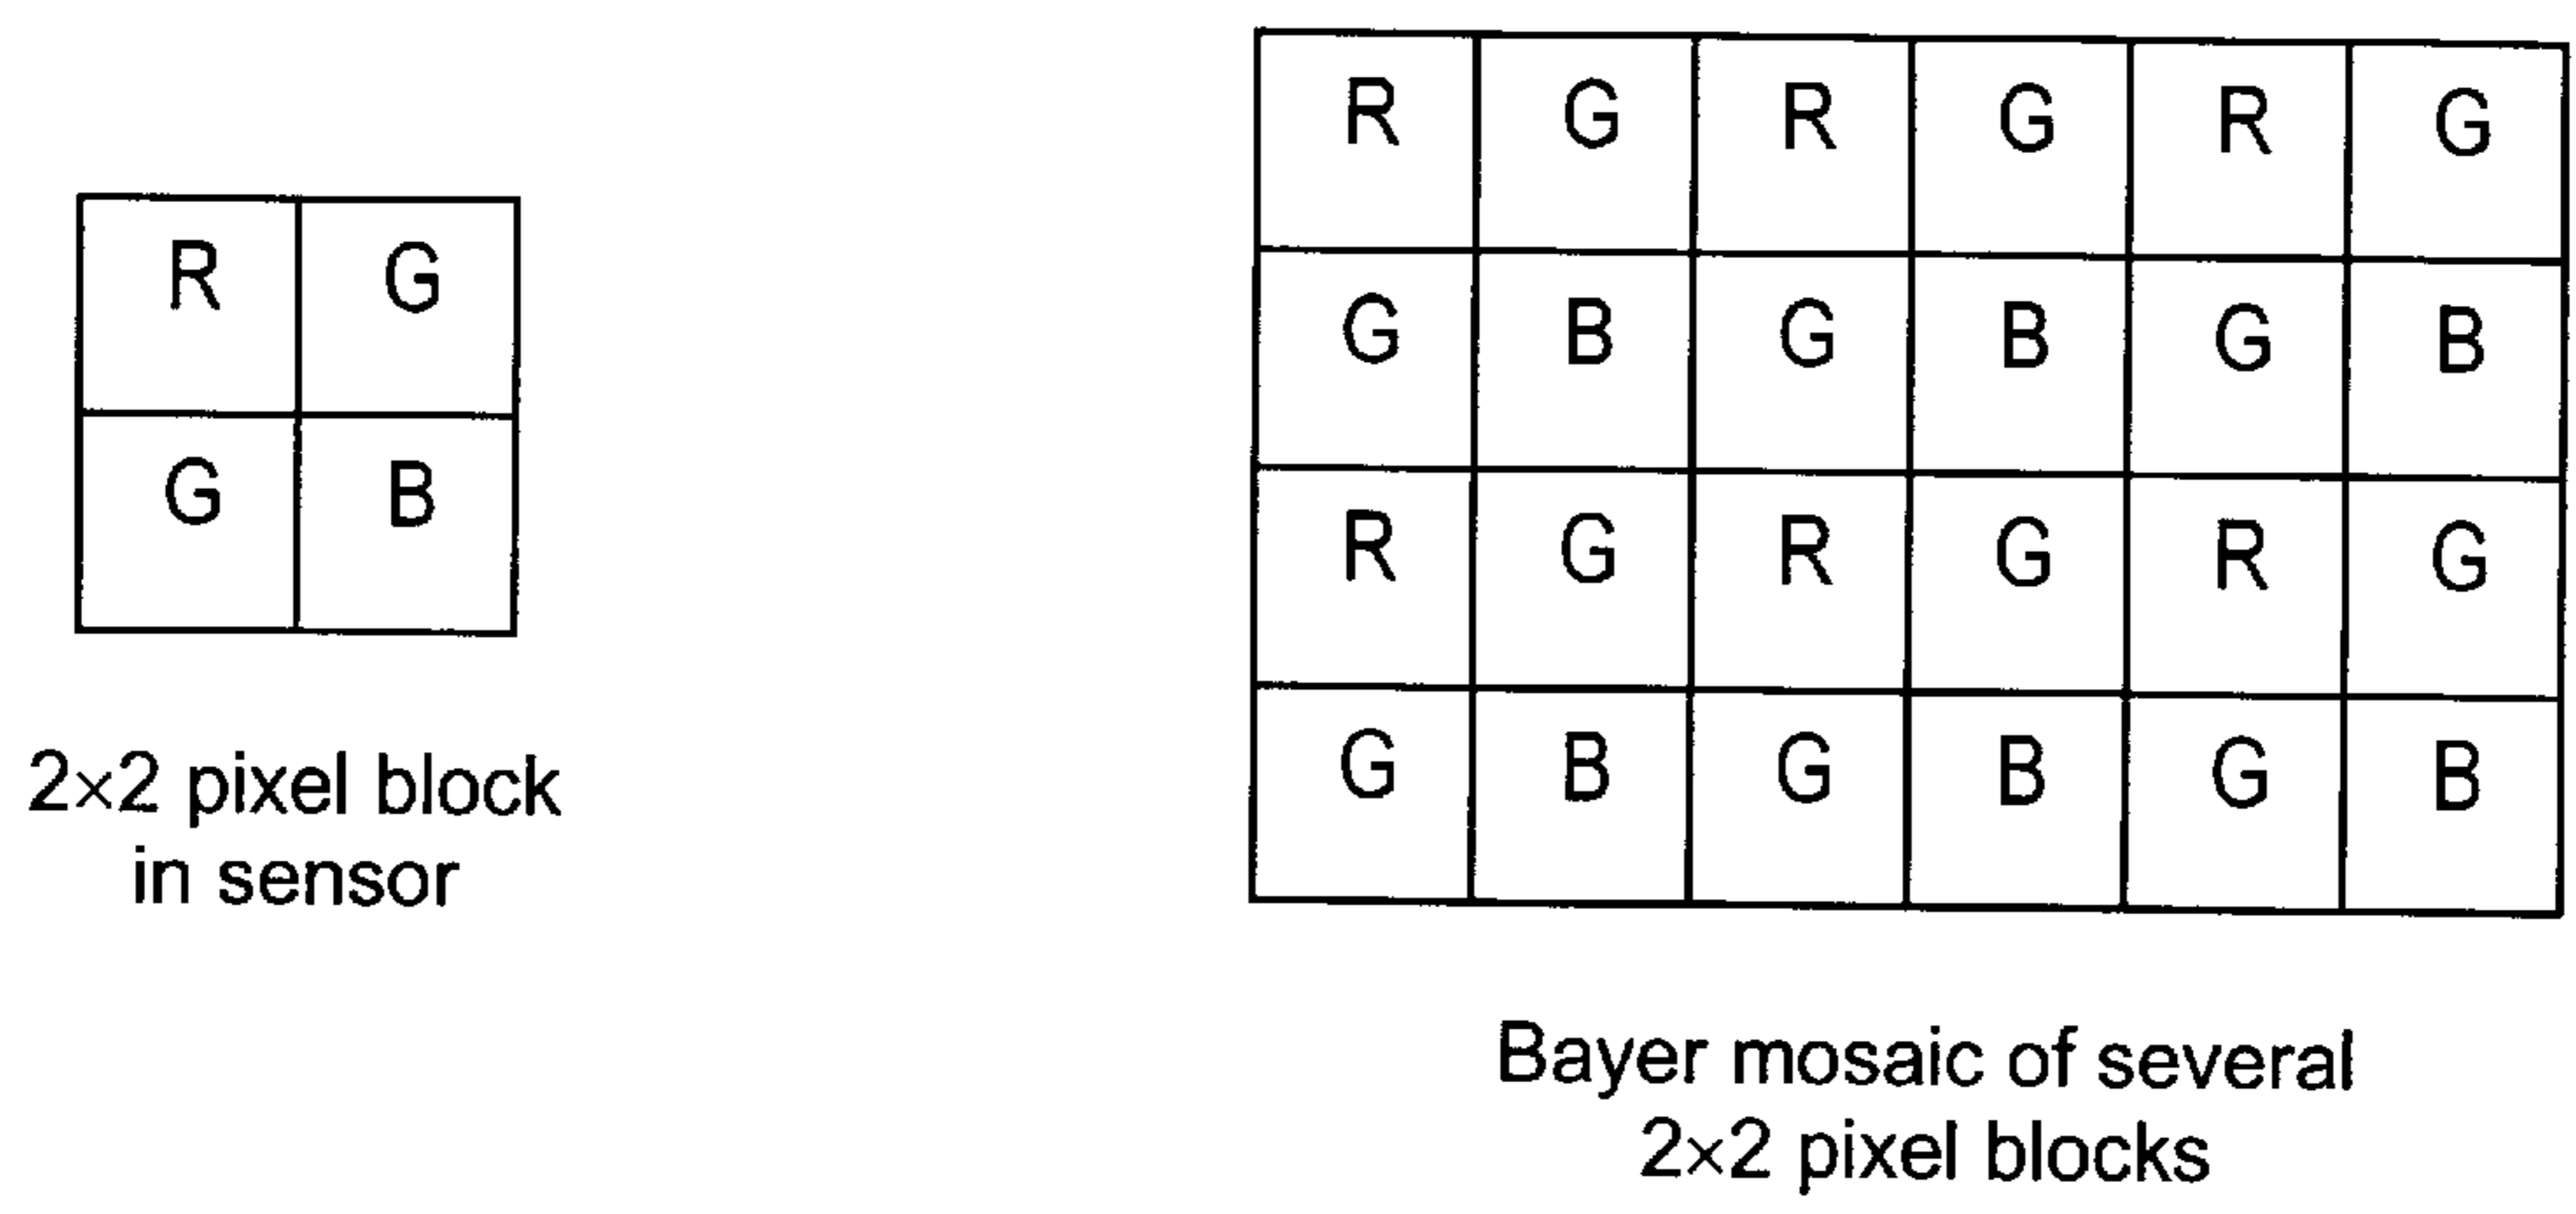 R G
G B
2×2 pixel block
in sensor
R G R G R G
G B G B G B
R G R G R G
G B G B G B
Bayer mosaic of several
2×2 pixel blocks